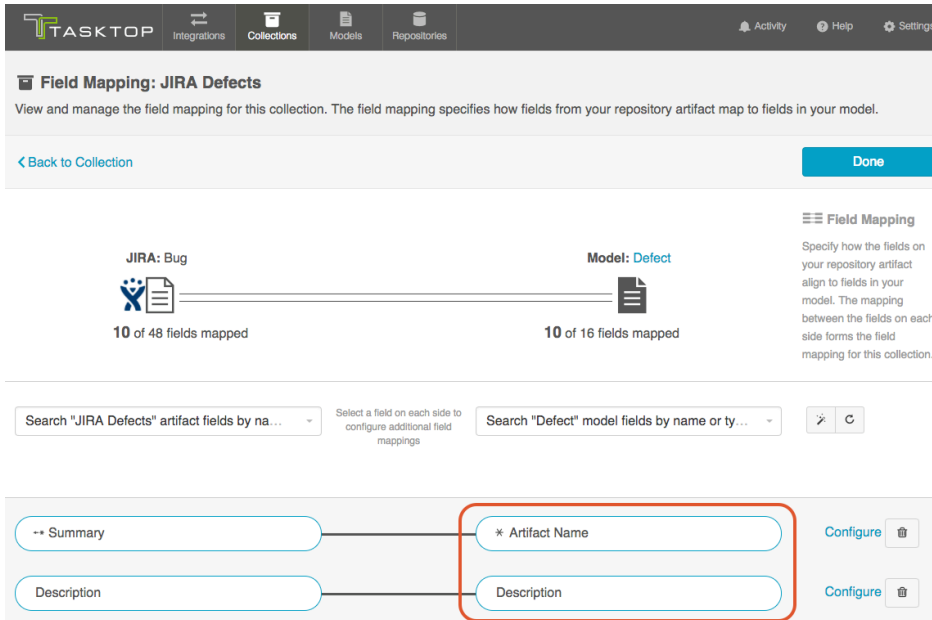 TASKTOP
Integrations
Collections
Models
Repositories
Activity
Help
Settings
Field Mapping: JIRA Defects
View and manage the field mapping for this collection. The field mapping specifies how fields from your repository artifact map to fields in your model.
Back to Collection
Done
Field Mapping
Specify how the fields on
your repository artifact
align to fields in your
model. The mapping
between the fields on each
side forms the field
mapping for this collection.
JIRA: Bug
Model: Defect
10 of 48 fields mapped
10 of 16 fields mapped
Search "JIRA Defects" artifact fields by na...
Select a field on each side to
configure additional field
mappings
Search "Defect" model fields by name or ty...
Summary
* Artifact Name
Configure
Description
Description
Configure